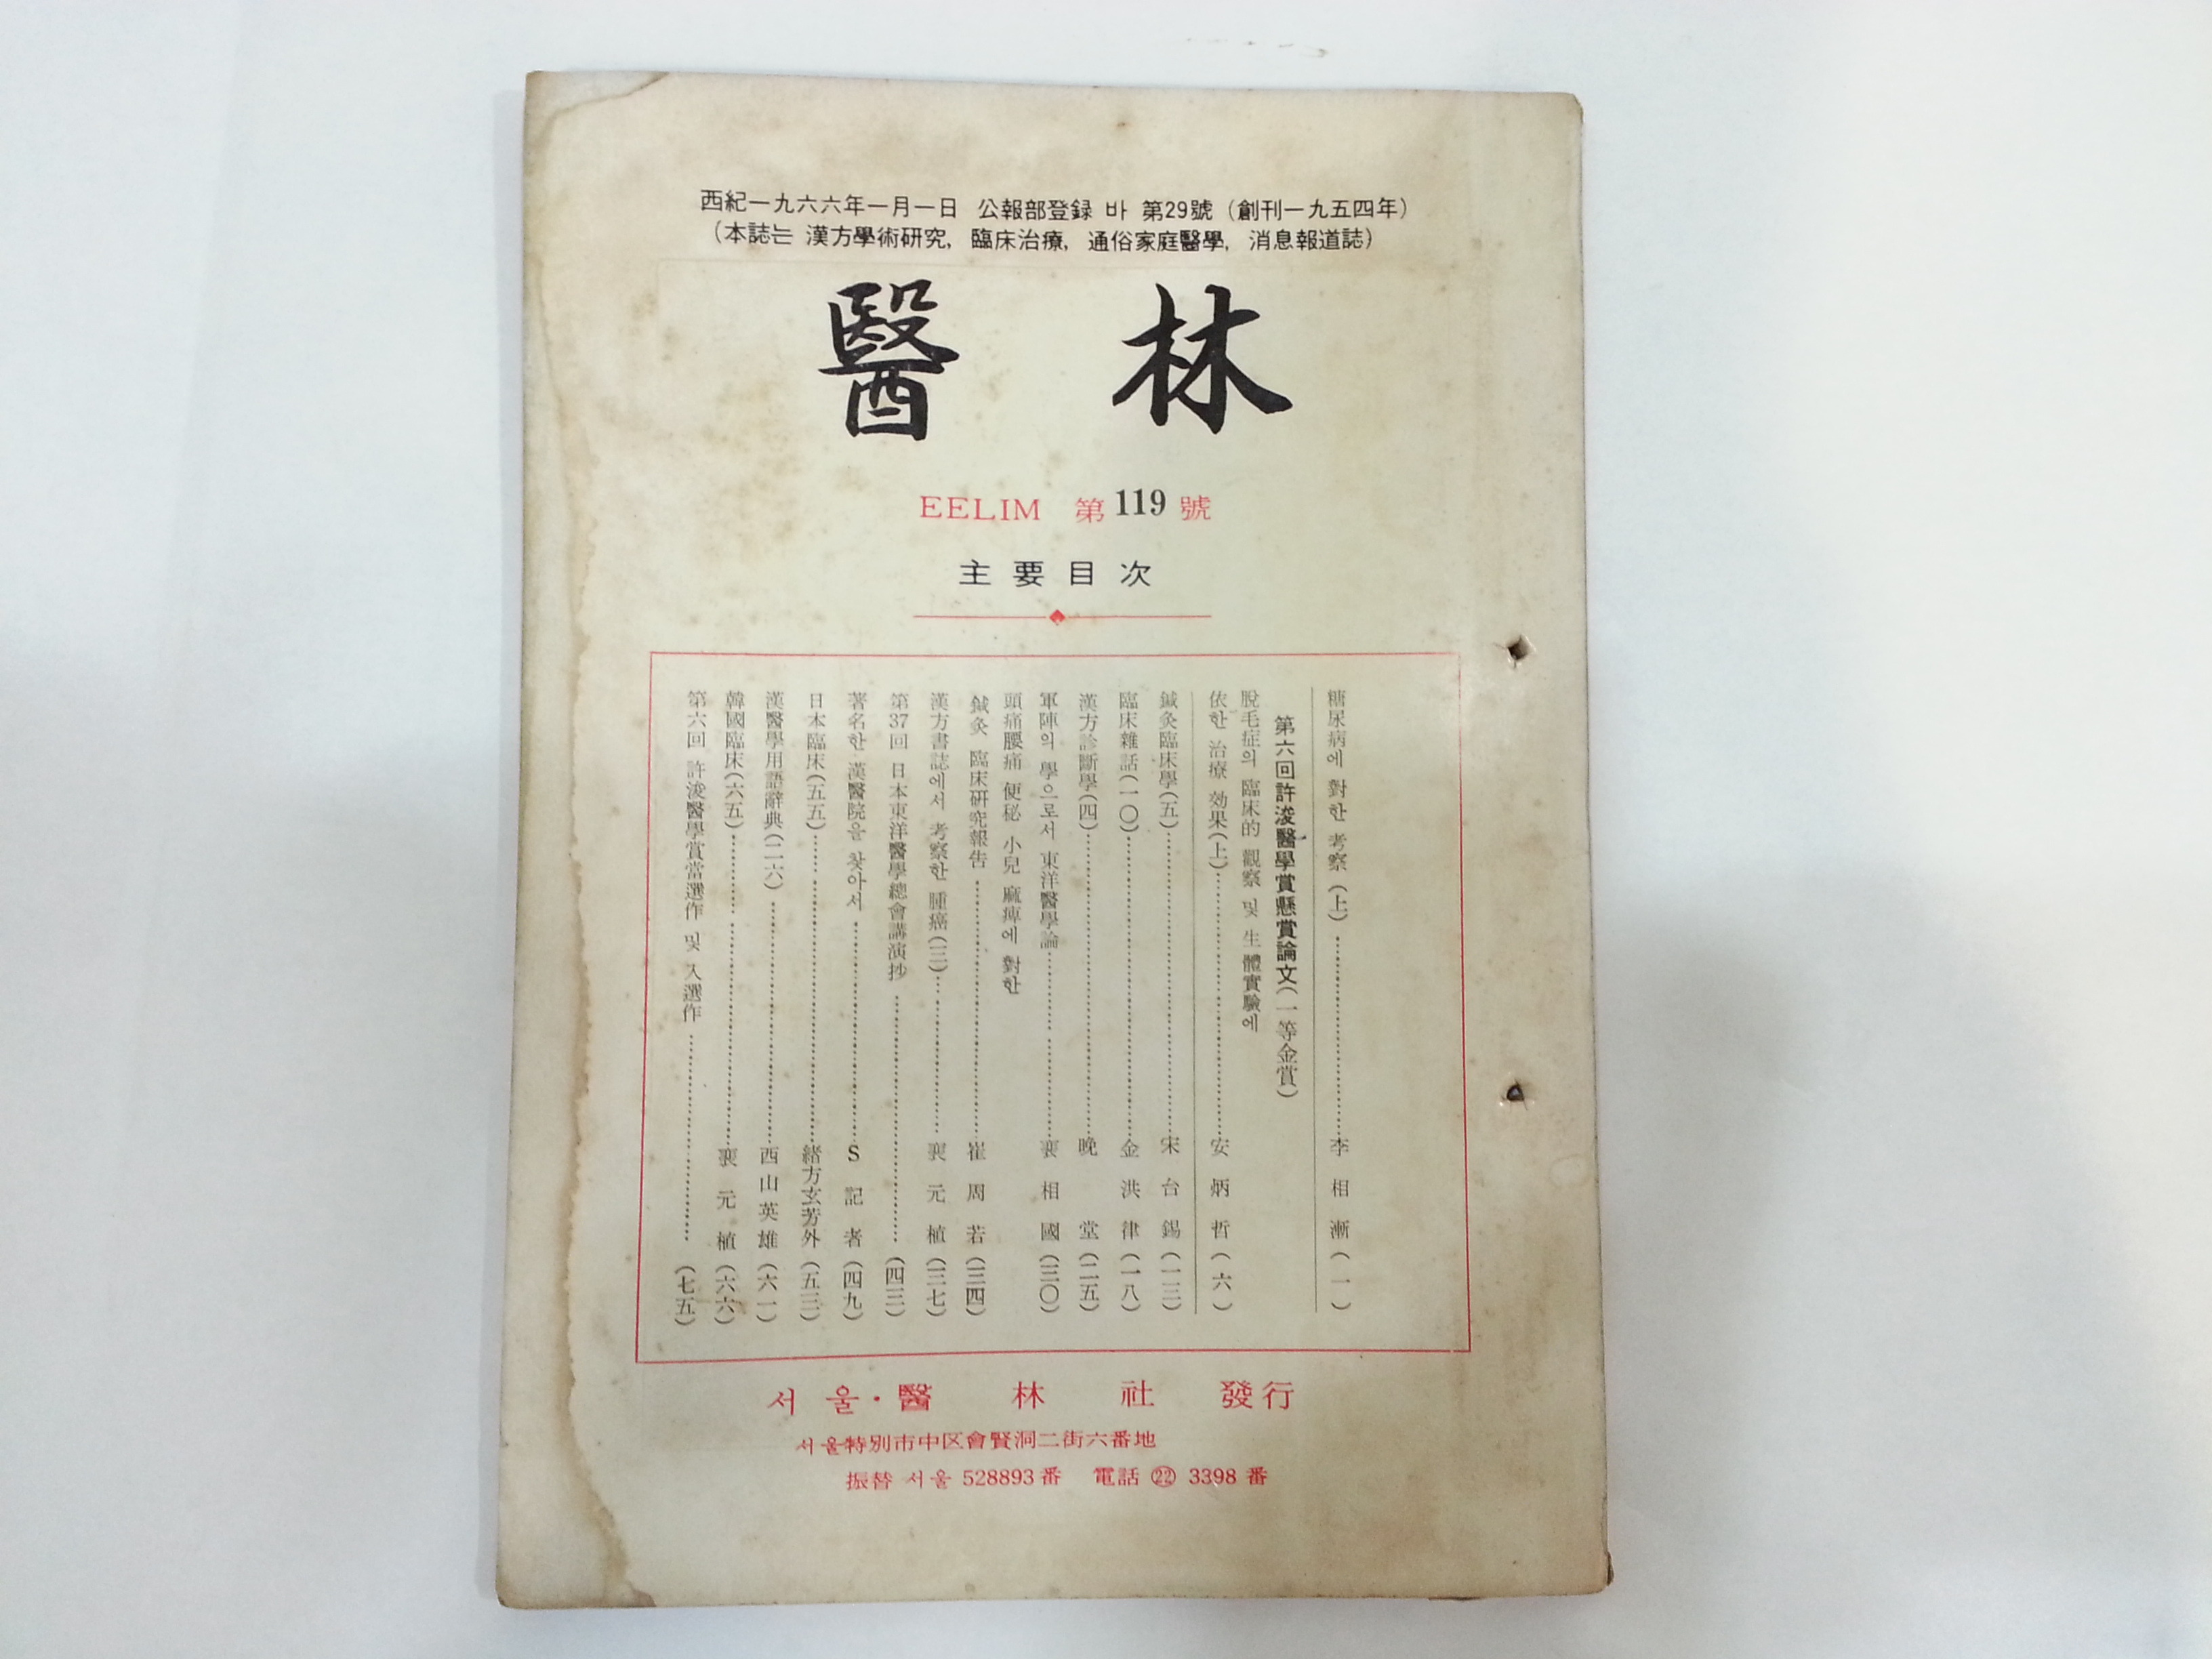 西紀一九六六年一月一日 公報部登録 바 第29號 (創刊一九五四年)
(本誌는 漢方學術研究, 臨床治療, 通俗家庭醫學, 消息報道誌)
醫林
EELIM 第119號
主要目次
糖尿病에 對한 考察(上) 李相漸(一)
第六回許浚醫學賞懸賞論文(一等金賞)
脫毛症의 臨床的 觀察 및 生體實驗에
依한 治療 効果(上) 安炳哲(六)
鍼灸臨床學(五) 宋台錫(一三)
臨床雜話(一〇) 金洪律(一八)
漢方診斷學(四) 晩堂(二五)
軍陣의 學으로서 東洋醫學論 裵相國(三〇)
頭痛腰痛 便秘 小兒 麻痺에 對한
鍼灸 臨床研究報告 崔周若(三四)
漢方書誌에서 考察한 腫癌(三) 裵元植(三七)
第37回 日本東洋醫學總會講演抄 (四三)
著名한 漢醫院을 찾아서 S記者(四九)
日本臨床(五五) 緒方玄芳外(五三)
漢醫學用語辭典(二六) 西山英雄(六一)
韓國臨床(六五) 裵元植(六六)
第六回 許浚醫學賞當選作 및 入選作 (七五)
서울·醫林社 發行
서울特別市中区會賢洞二街六番地
振替 서울 528893番 電話 ㉒ 3398番